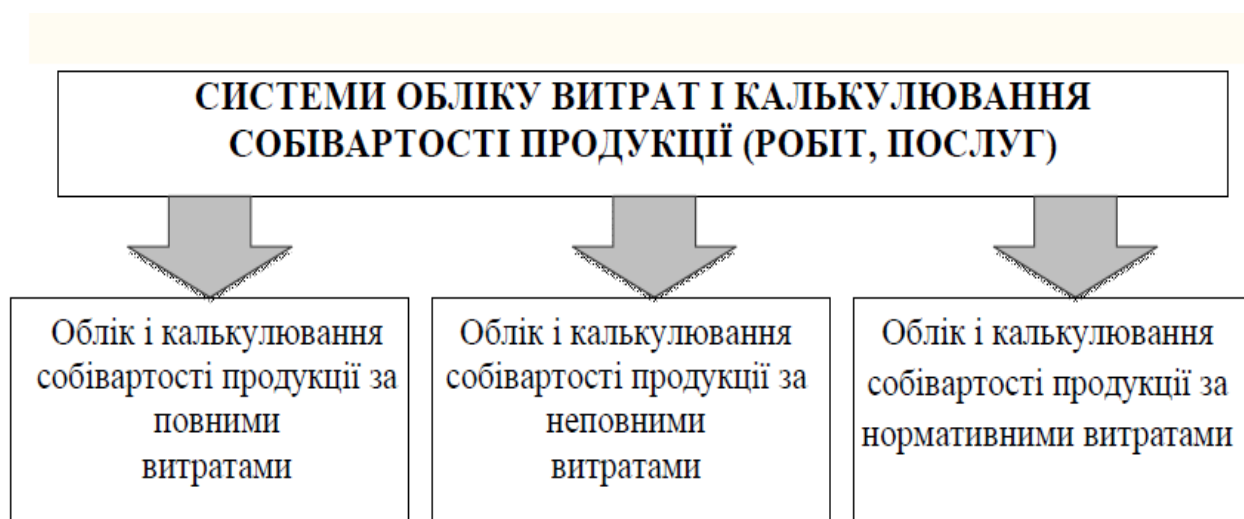 СИСТЕМИ ОБЛІКУ ВИТРАТ І КАЛЬКУЛЮВАННЯ
СОБІВАРТОСТІ ПРОДУКЦІЇ (РОБІТ, ПОСЛУГ)
Облік і калькулювання
собівартості продукції за
повними
витратами
Облік і калькулювання
собівартості продукції за
неповними
витратами
Облік і калькулювання
собівартості продукції за
нормативними витратами